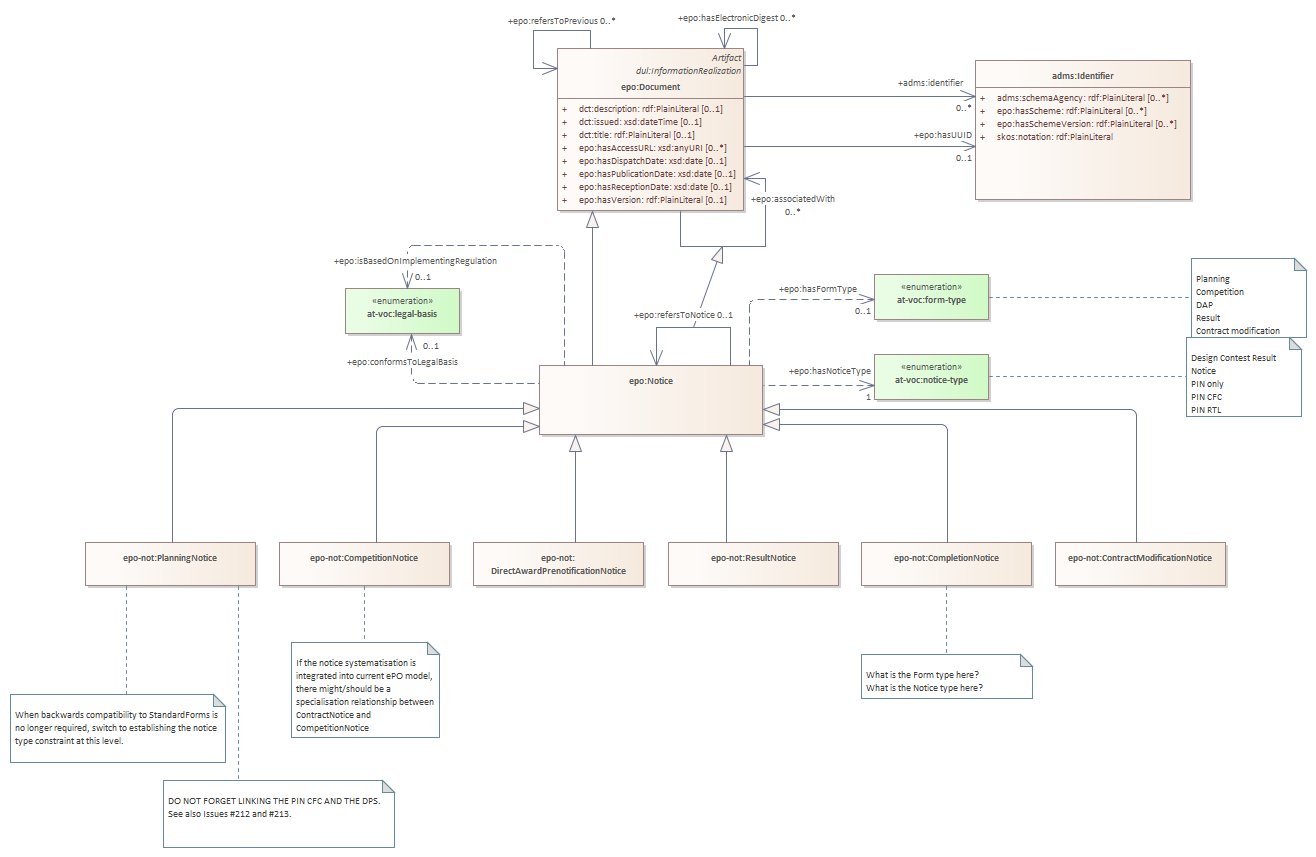 +epo:refersToPrevious 0..*
+epo:hasElectronicDigest 0..*
Artifact
dul:InformationRealization
epo:Document
+ dct:description: rdf:PlainLiteral [0..1]
+ dct:issued: xsd:dateTime [0..1]
+ dct:title: rdf:PlainLiteral [0..1]
+ epo:hasAccessURL: xsd:anyURI [0..*]
+ epo:hasDispatchDate: xsd:date [0..1]
+ epo:hasPublicationDate: xsd:date [0..1]
+ epo:hasReceptionDate: xsd:date [0..1]
+ epo:hasVersion: rdf:PlainLiteral [0..1]
+adms:identifier
0..*
+epo:hasUUID
0..1
adms:Identifier
+ adms:schemaAgency: rdf:PlainLiteral [0..*]
+ epo:hasScheme: rdf:PlainLiteral [0..*]
+ epo:hasSchemeVersion: rdf:PlainLiteral [0..*]
+ skos:notation: rdf:PlainLiteral
+epo:associatedWith
0..*
+epo:isBasedOnImplementingRegulation
0..1
«enumeration»
at-voc:legal-basis
0..1
+epo:conformsToLegalBasis
+epo:refersToNotice 0..1
+epo:hasFormType
0..1
«enumeration»
at-voc:form-type
Planning
Competition
DAP
Result
Contract modification
+epo:hasNoticeType
1
«enumeration»
at-voc:notice-type
Design Contest Result
Notice
PIN only
PIN CFC
PIN RTL
epo:Notice
epo-not:PlanningNotice
epo-not:CompetitionNotice
epo-not:
DirectAwardPrenotificationNotice
epo-not:ResultNotice
epo-not:CompletionNotice
epo-not:ContractModificationNotice
If the notice systematisation is
integrated into current ePO model,
there might/should be a
specialisation relationship between
ContractNotice and
CompetitionNotice
What is the Form type here?
What is the Notice type here?
When backwards compatibility to StandardForms is
no longer required, switch to establishing the notice
type constraint at this level.
DO NOT FORGET LINKING THE PIN CFC AND THE DPS.
See also Issues #212 and #213.